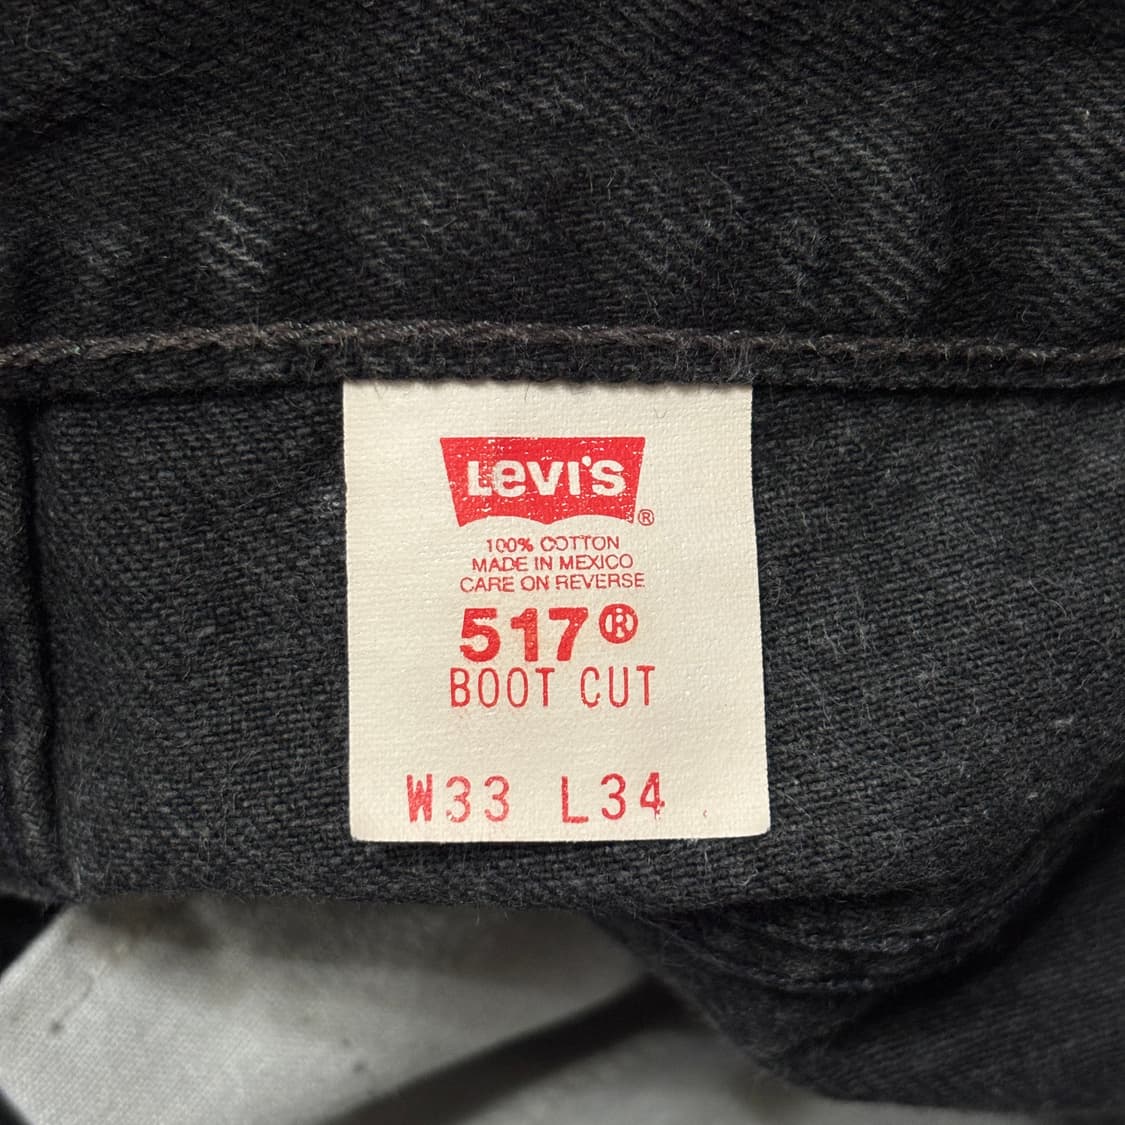 LEVI'S ®
100% COTTON
MADE IN MEXICO
CARE ON REVERSE
517®
BOOT CUT
W33 L34